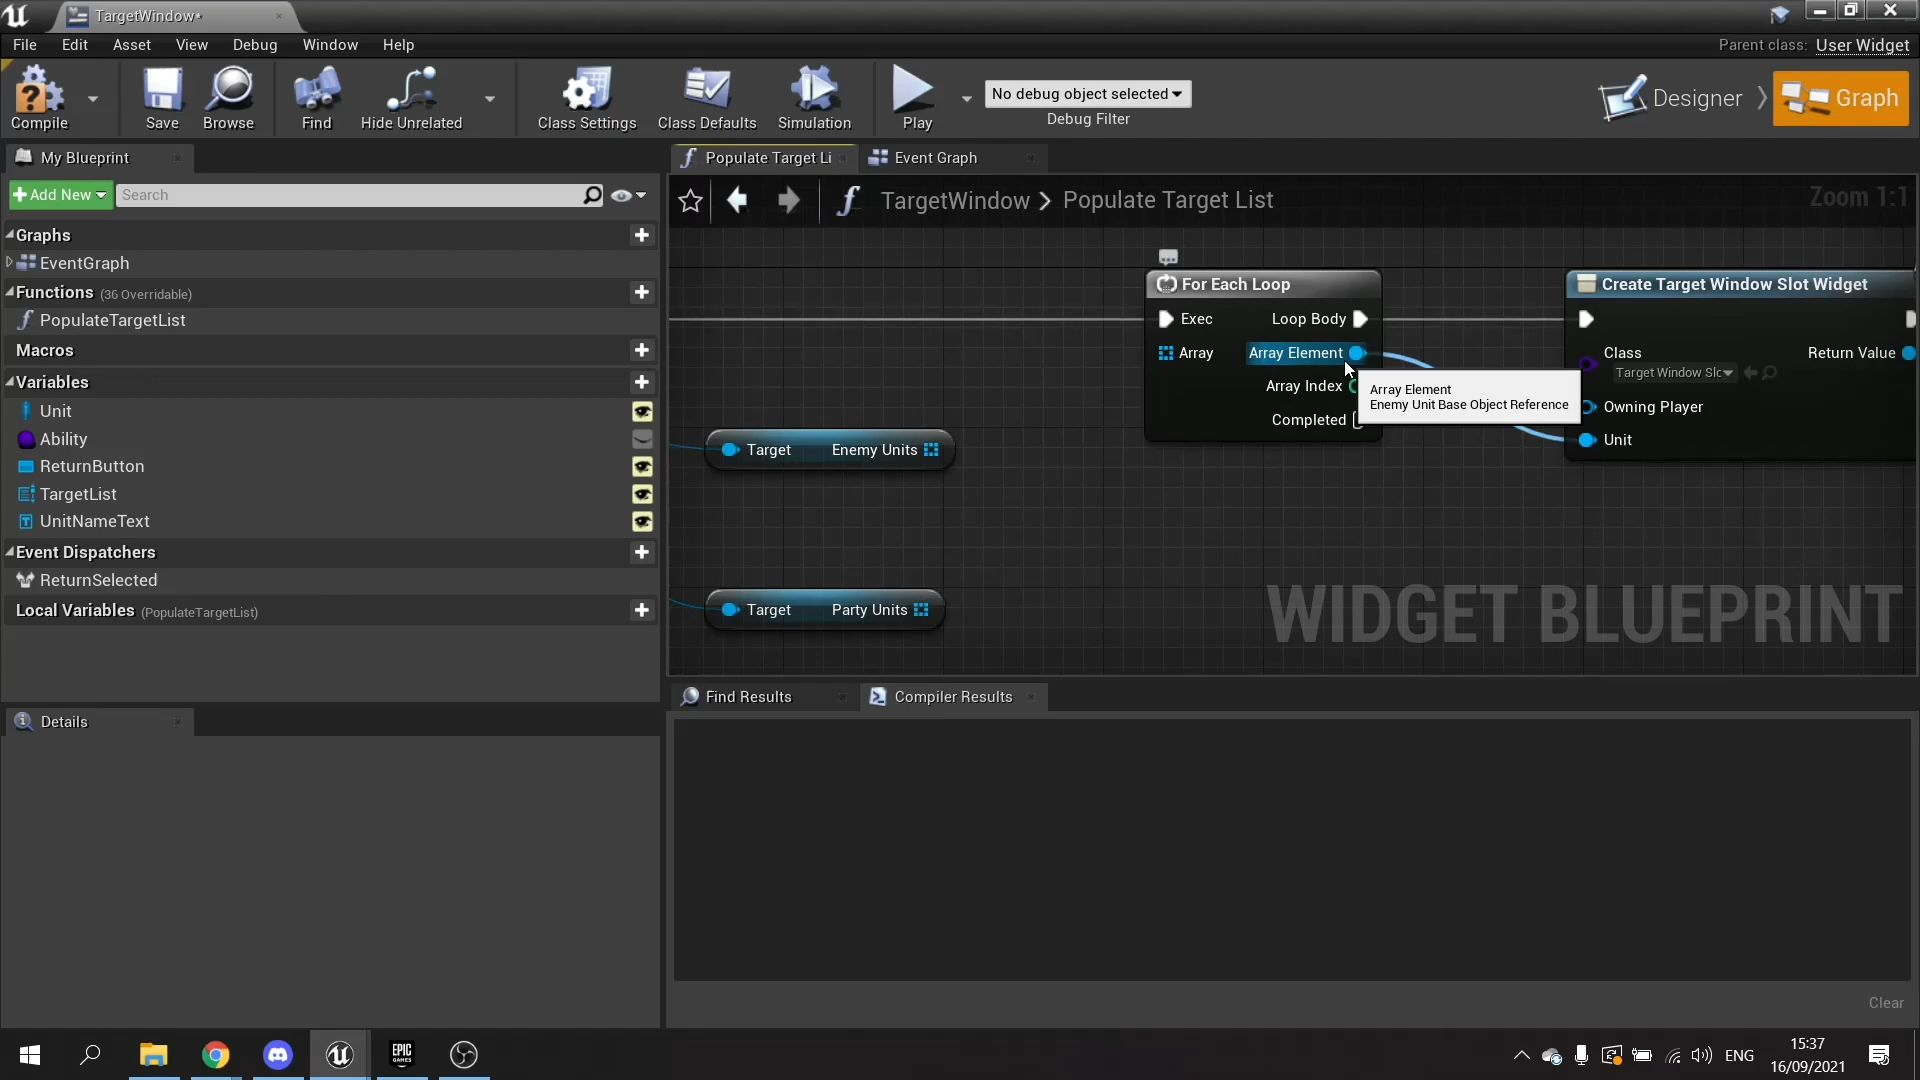 TargetWindow*
File Edit Asset View Debug Window Help
Parent class: User Widget
Compile
Save
Browse
Find
Hide Unrelated
Class Settings
Class Defaults
Simulation
Play
No debug object selected
Debug Filter
Designer
Graph
My Blueprint
Populate Target Li
Event Graph
Add New
Search
TargetWindow > Populate Target List
Zoom 1:1
Graphs
EventGraph
Functions (36 Overridable)
PopulateTargetList
Macros
Variables
Unit
Ability
ReturnButton
TargetList
UnitNameText
Event Dispatchers
ReturnSelected
Local Variables (PopulateTargetList)
For Each Loop
Exec Loop Body
Array Array Element
Array Index
Completed
Array Element
Enemy Unit Base Object Reference
Create Target Window Slot Widget
Class Return Value
Target Window Slc
Owning Player
Unit
Target Enemy Units
Target Party Units
WIDGET BLUEPRINT
Find Results
Compiler Results
Details
Clear
EPIC
GAMES
ENG
15:37
16/09/2021